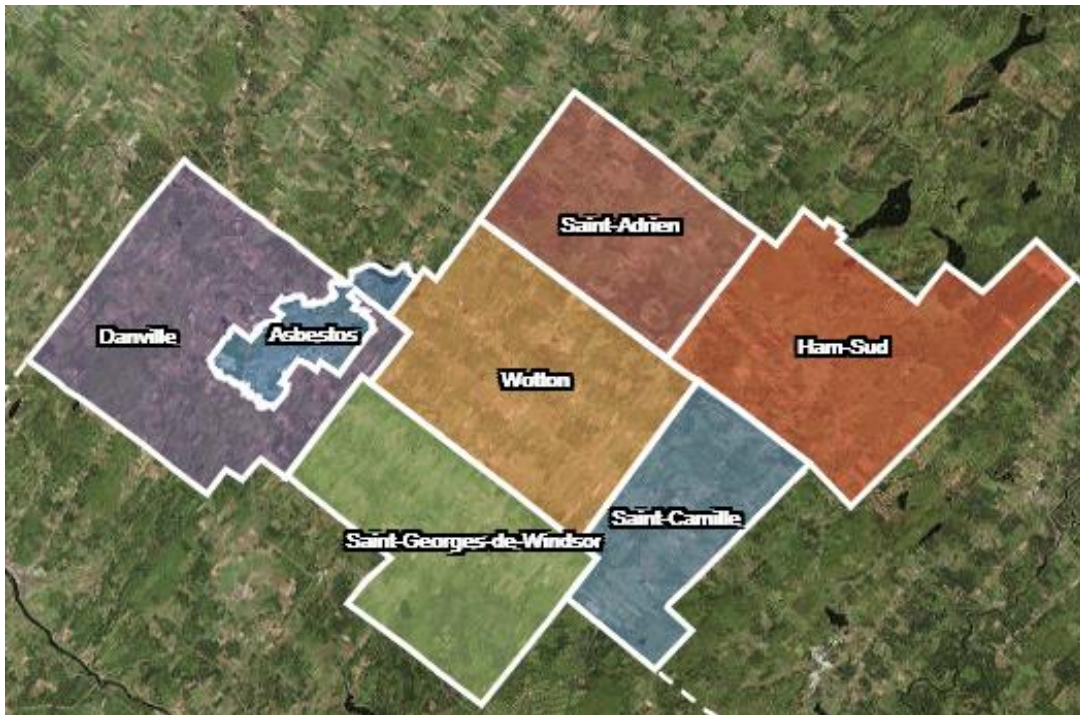 Saint-Adrien
Danville
Asbestos
Ham-Sud
Wotton
Saint-Camille
Saint-Georges-de-Windsor